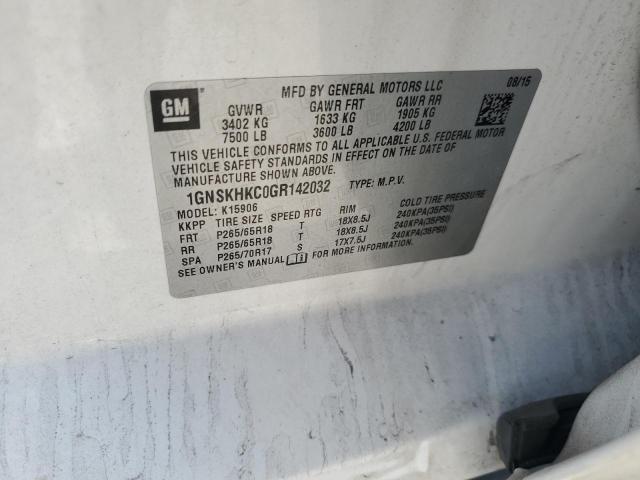 GM
MFD BY GENERAL MOTORS LLC 08/15
GVWR GAWR FRT GAWR RR
3402 KG 1633 KG 1905 KG
7500 LB 3600 LB 4200 LB
THIS VEHICLE CONFORMS TO ALL APPLICABLE U.S. FEDERAL MOTOR
VEHICLE SAFETY STANDARDS IN EFFECT ON THE DATE OF
MANUFACTURE SHOWN ABOVE.
1GNSKHKC0GR142032 TYPE: M.P.V.
MODEL: K15906
KKPP TIRE SIZE SPEED RTG RIM COLD TIRE PRESSURE
FRT P265/65R18 T 18X8.5J 240KPA(35PSI)
RR P265/65R18 T 18X8.5J 240KPA(35PSI)
SPA P265/70R17 S 17X7.5J 240KPA(35PSI)
SEE OWNER'S MANUAL FOR MORE INFORMATION.